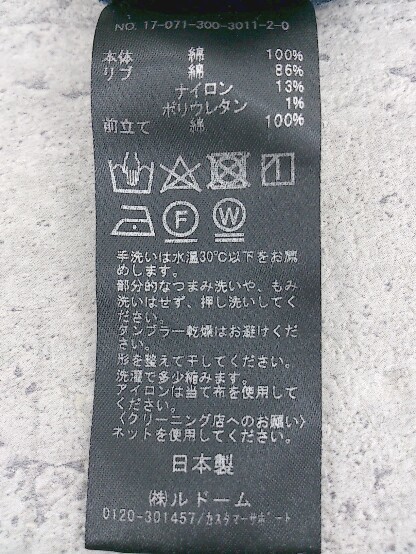 NO. 17-071-300-3011-2-0
本体 綿 100%
リブ 綿 86%
ナイロン 13%
ポリウレタン 1%
前立て 綿 100%
F W
手洗いは水温30℃以下をお薦
めします。
部分的なつまみ洗いや、もみ
洗いはせず、押し洗いしてく
ださい。
タンブラー乾燥はお避けくだ
さい。
形を整えて干してください。
洗濯で多少縮みます。
アイロンは当て布を使用して
ください。
〈クリーニング店へのお願い〉
ネットを使用してください。
日本製
㈱ルドーム
0120-301457/カスタマーサポート